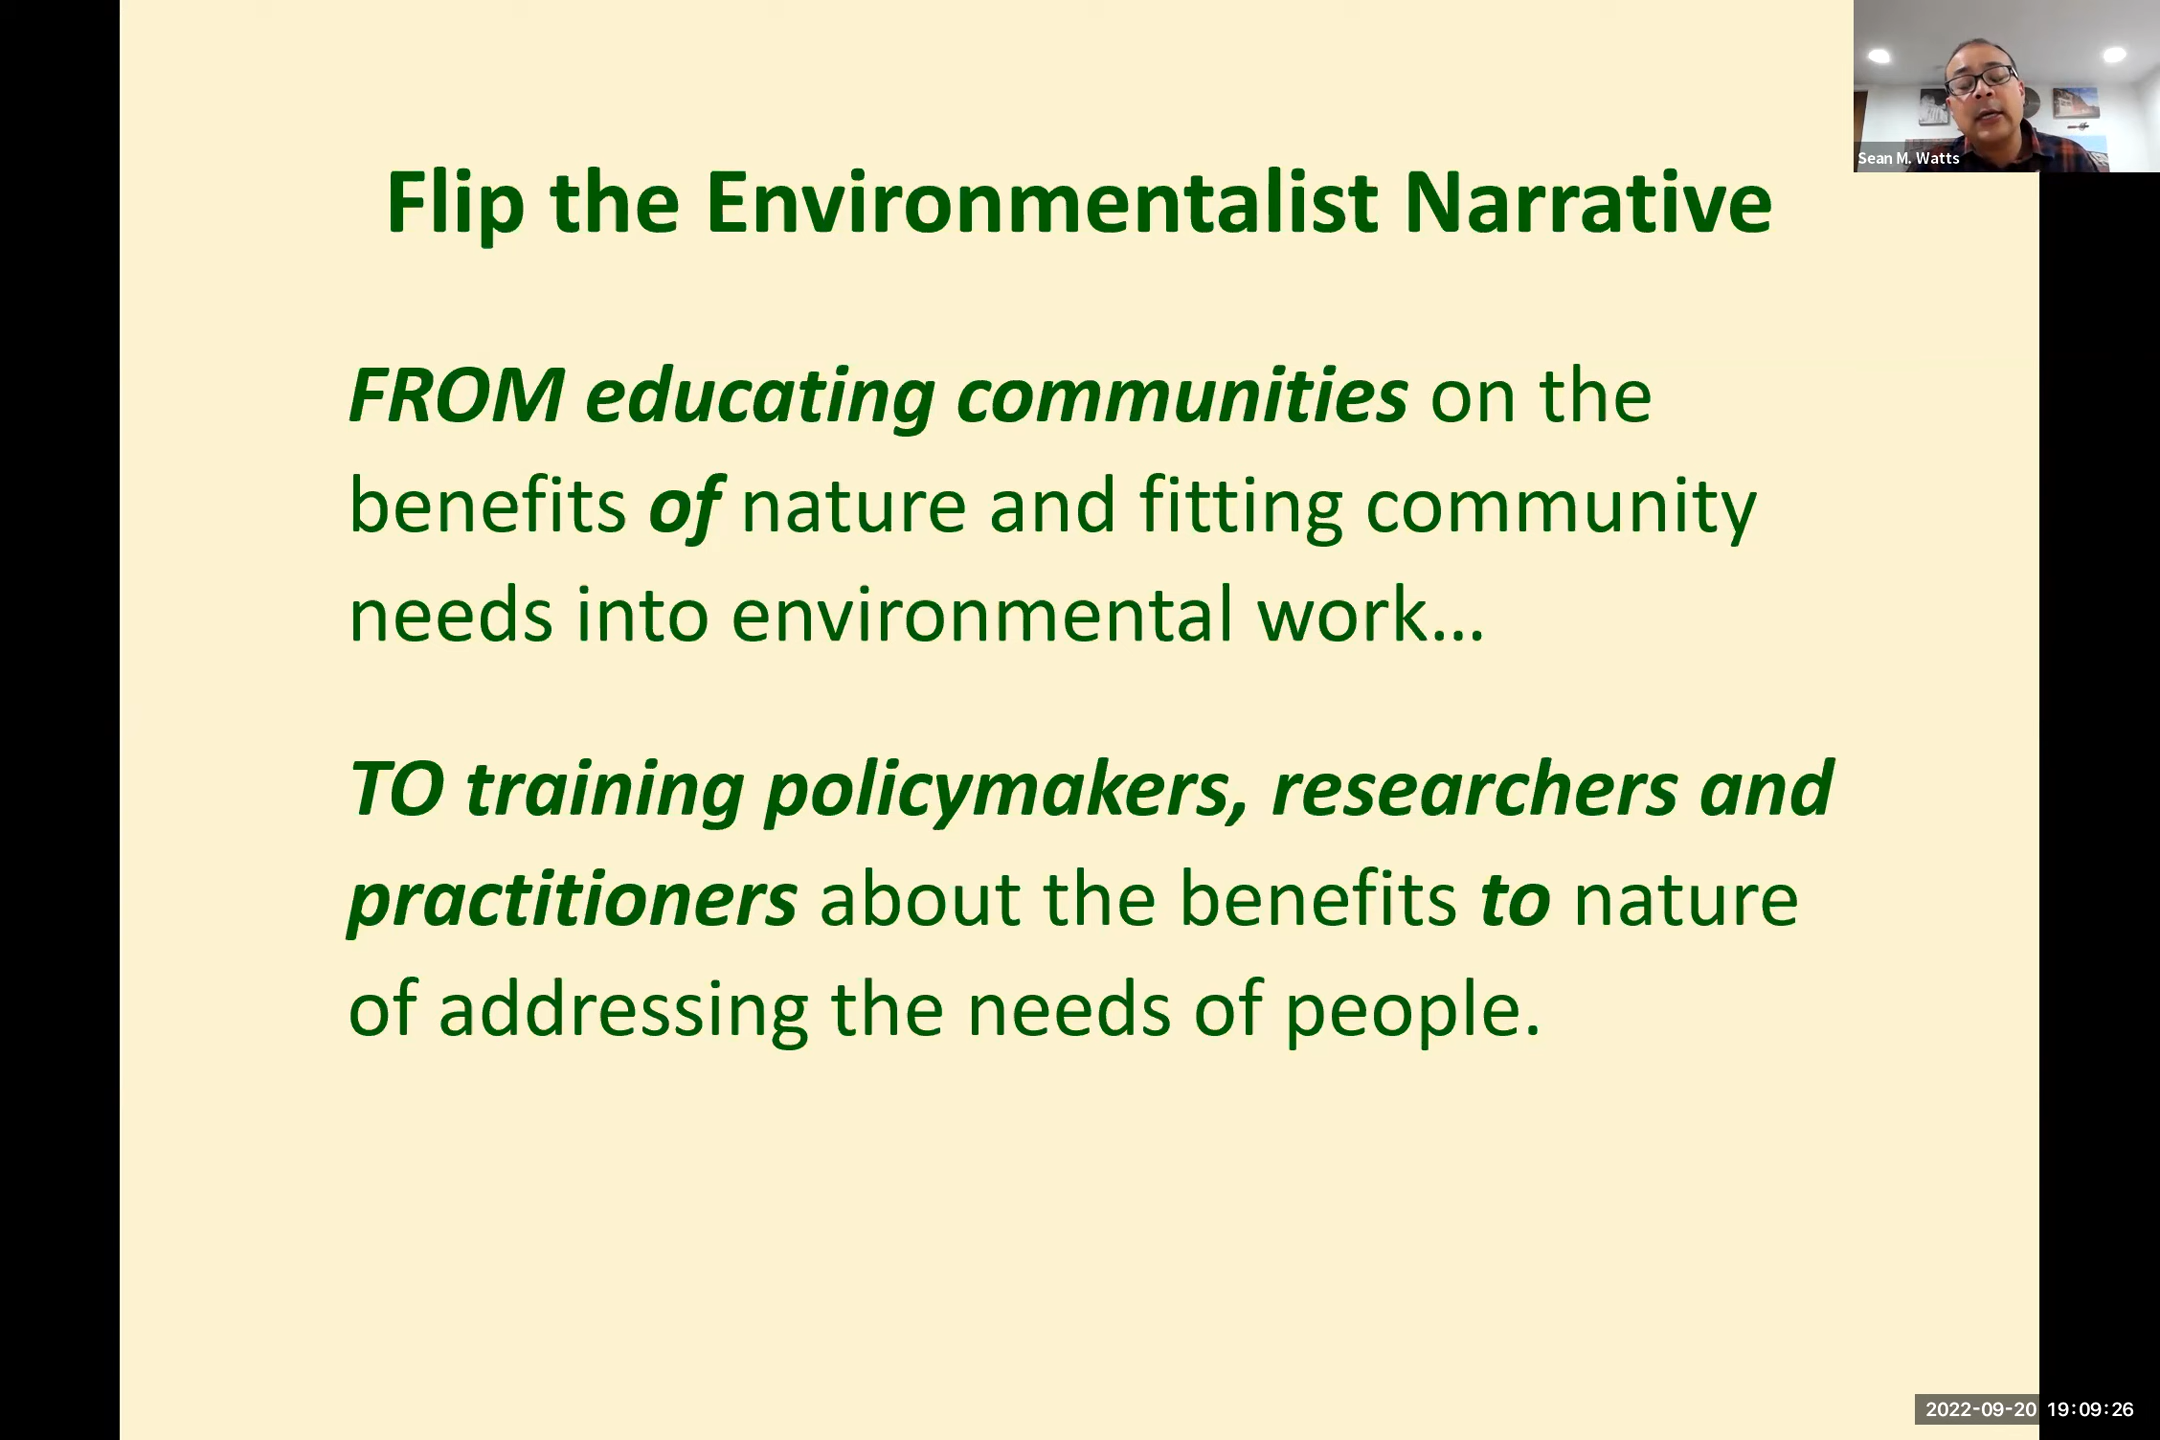 Sean M. Watts
Flip the Environmentalist Narrative
FROM educating communities on the
benefits of nature and fitting community
needs into environmental work...
TO training policymakers, researchers and
practitioners about the benefits to nature
of addressing the needs of people.
2022-09-20 19:09:26